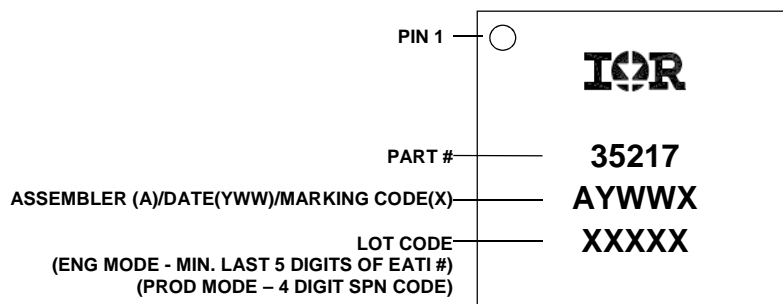 PIN 1
IOR
PART #
35217
ASSEMBLER (A)/DATE(YWW)/MARKING CODE(X)
AYWWX
LOT CODE
XXXXX
(ENG MODE - MIN. LAST 5 DIGITS OF EATI #)
(PROD MODE – 4 DIGIT SPN CODE)